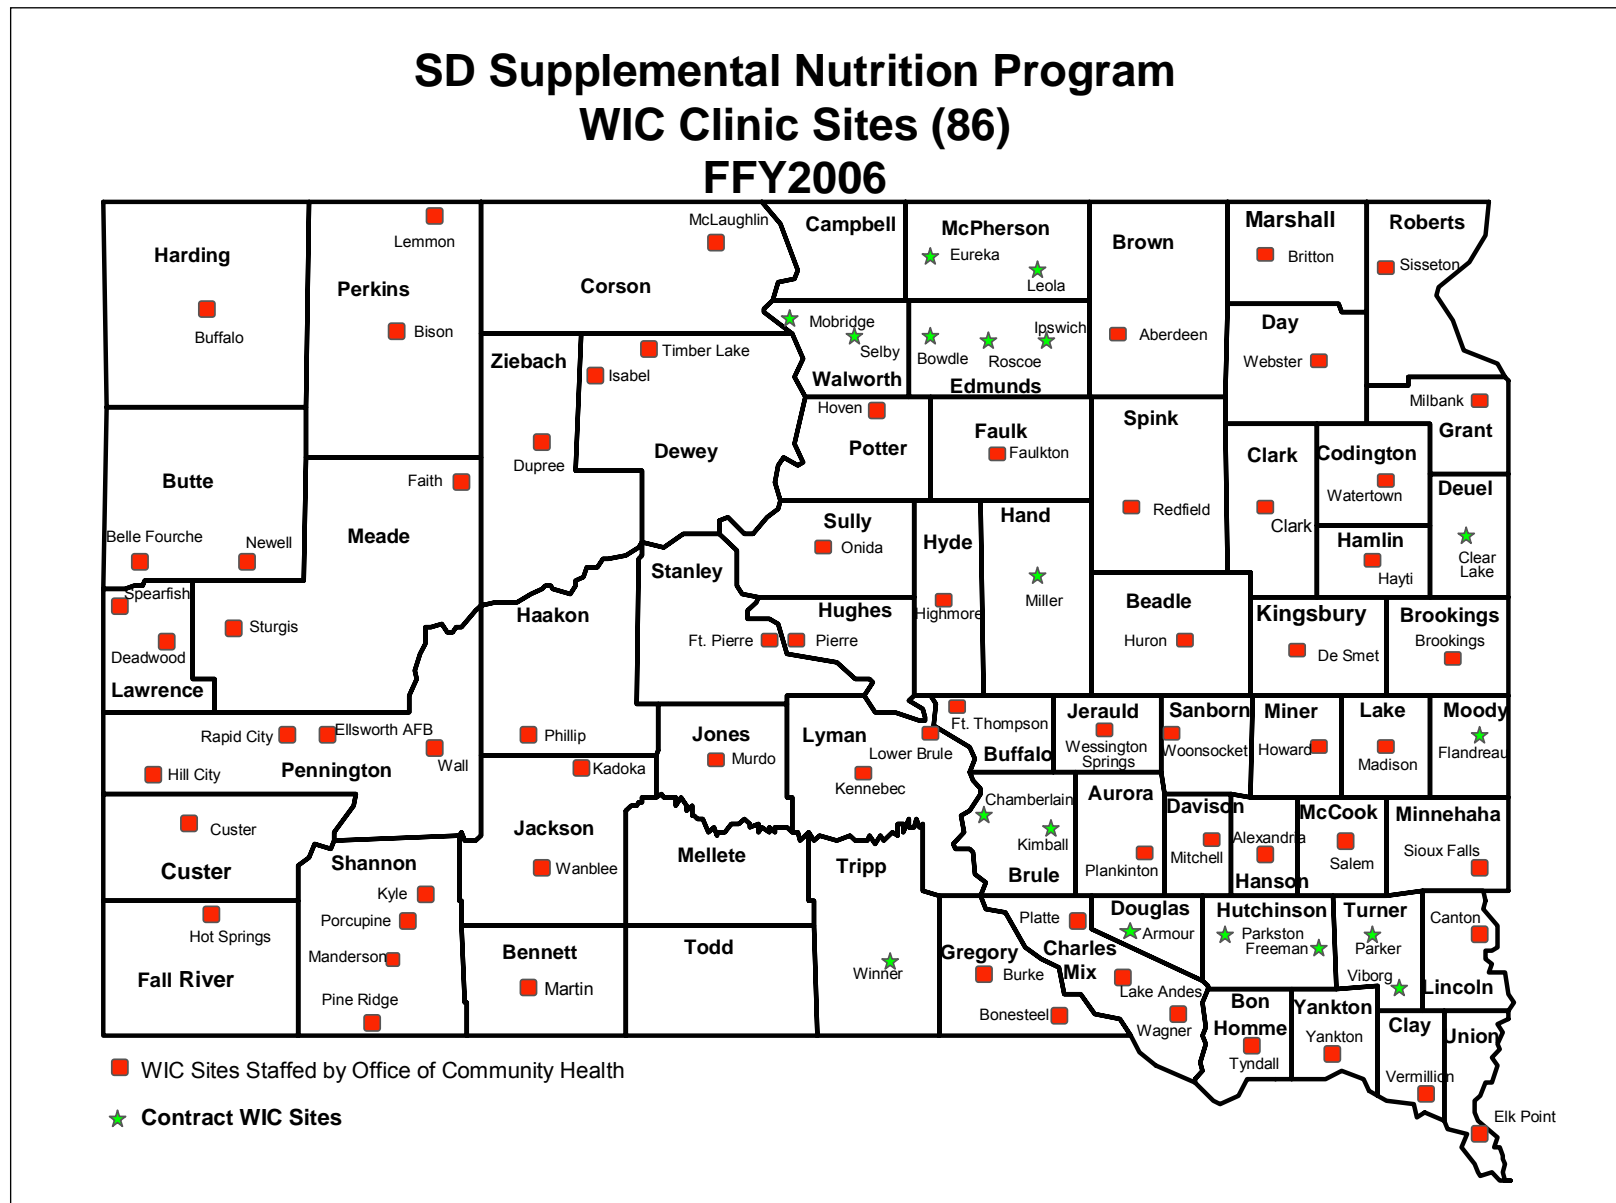 SD Supplemental Nutrition Program
WIC Clinic Sites (86)
FFY2006
Harding
Buffalo
Lemmon
Perkins
Bison
McLaughlin
Corson
Campbell
McPherson
Eureka
Leola
Brown
Aberdeen
Marshall
Britton
Roberts
Sisseton
Ziebach
Dupree
Timber Lake
Isabel
Dewey
Mobridge
Selby
Walworth
Bowdle
Roscoe
Ipswich
Edmunds
Day
Webster
Milbank
Grant
Butte
Belle Fourche
Newell
Faith
Meade
Sturgis
Hoven
Potter
Faulk
Faulkton
Spink
Redfield
Clark
Clark
Codington
Watertown
Deuel
Clear
Lake
Hamlin
Hayti
Spearfish
Deadwood
Lawrence
Haakon
Phillip
Stanley
Ft. Pierre
Sully
Onida
Hughes
Pierre
Hyde
Highmore
Hand
Miller
Beadle
Huron
Kingsbury
De Smet
Brookings
Brookings
Rapid City
Ellsworth AFB
Wall
Hill City
Pennington
Jones
Murdo
Lyman
Lower Brule
Kennebec
Ft. Thompson
Buffalo
Jerauld
Wessington
Springs
Sanborn
Woonsocket
Miner
Howard
Lake
Madison
Moody
Flandreau
Custer
Custer
Kadoka
Jackson
Wanblee
Mellete
Tripp
Winner
Chamberlain
Kimball
Brule
Aurora
Plankinton
Davison
Mitchell
Alexandria
Hanson
McCook
Salem
Minnehaha
Sioux Falls
Shannon
Kyle
Porcupine
Manderson
Pine Ridge
Hot Springs
Fall River
Bennett
Martin
Todd
Gregory
Burke
Bonesteel
Platte
Charles
Mix
Lake Andes
Wagner
Douglas
Armour
Hutchinson
Parkston
Freeman
Turner
Parker
Viborg
Canton
Lincoln
Bon
Homme
Tyndall
Yankton
Yankton
Clay
Vermillion
Union
Elk Point
WIC Sites Staffed by Office of Community Health
Contract WIC Sites